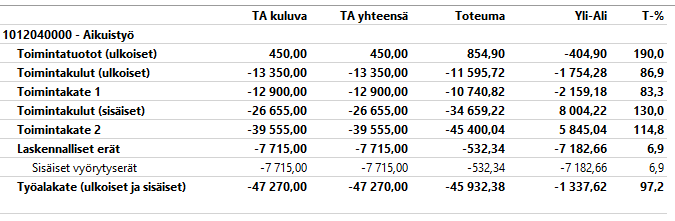 TA kuluva TA yhteensä Toteuma Yli-Ali T-%
1012040000 - Aikuistyö
Toimintatuotot (ulkoiset) 450,00 450,00 854,90 -404,90 190,0
Toimintakulut (ulkoiset) -13 350,00 -13 350,00 -11 595,72 -1 754,28 86,9
Toimintakate 1 -12 900,00 -12 900,00 -10 740,82 -2 159,18 83,3
Toimintakulut (sisäiset) -26 655,00 -26 655,00 -34 659,22 8 004,22 130,0
Toimintakate 2 -39 555,00 -39 555,00 -45 400,04 5 845,04 114,8
Laskennalliset erät -7 715,00 -7 715,00 -532,34 -7 182,66 6,9
Sisäiset vyörytyserät -7 715,00 -7 715,00 -532,34 -7 182,66 6,9
Työalakate (ulkoiset ja sisäiset) -47 270,00 -47 270,00 -45 932,38 -1 337,62 97,2